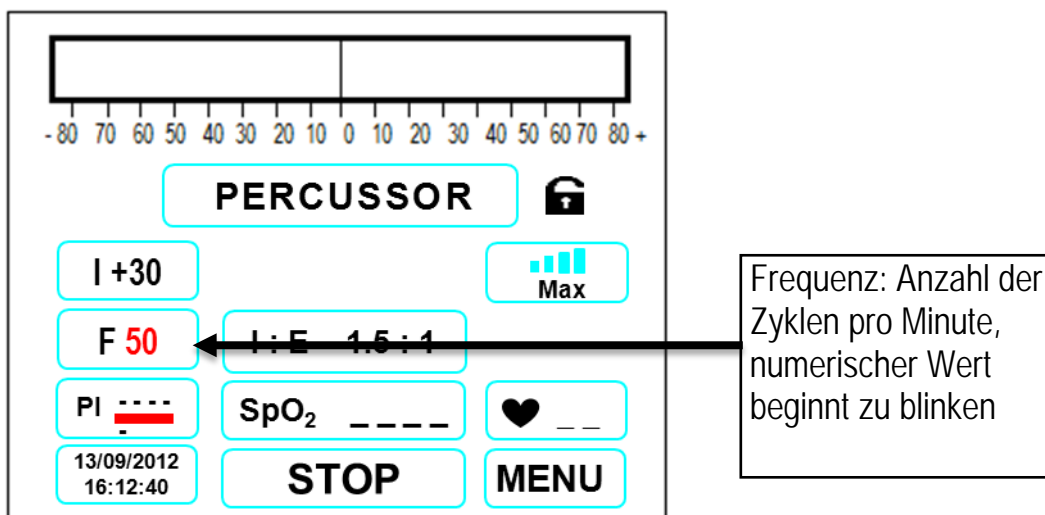 - 80 70 60 50 40 30 20 10 0 10 20 30 40 50 60 70 80 +
PERCUSSOR
I +30
Max
F 50
I : E 1.5 : 1
PI - - - - -
SpO₂ _ _ _ _
_ _
13/09/2012
16:12:40
STOP
MENU
Frequenz: Anzahl der
Zyklen pro Minute,
numerischer Wert
beginnt zu blinken